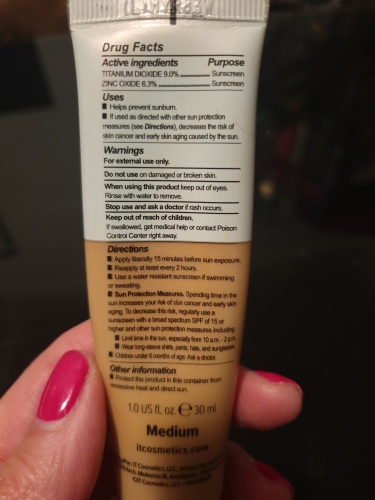 Drug Facts
Active ingredients Purpose
TITANIUM DIOXIDE 9.0% Sunscreen
ZINC OXIDE 6.3% Sunscreen
Uses
■ Helps prevent sunburn.
■ If used as directed with other sun protection
measures (see Directions), decreases the risk of
skin cancer and early skin aging caused by the sun.
Warnings
For external use only.
Do not use on damaged or broken skin.
When using this product keep out of eyes.
Rinse with water to remove.
Stop use and ask a doctor if rash occurs.
Keep out of reach of children.
If swallowed, get medical help or contact Poison
Control Center right away.
Directions
■ Apply liberally 15 minutes before sun exposure.
■ Reapply at least every 2 hours.
■ Use a water resistant sunscreen if swimming
or sweating.
■ Sun Protection Measures. Spending time in the
sun increases your risk of skin cancer and early skin
aging. To decrease this risk, regularly use a
sunscreen with a broad spectrum SPF of 15 or
higher and other sun protection measures including:
■ Limit time in the sun, especially from 10 a.m. - 2 p.m.
■ Wear long-sleeve shirts, pants, hats, and sunglasses
■ Children under 6 months of age: Ask a doctor.
Other information
■ Protect the product in this container from
excessive heat and direct sun.
1.0 US fl. oz. ℮ 30 ml
Medium
itcosmetics.com
IT Cosmetics, LLC, Jersey City
IT Cosmetics, LLC